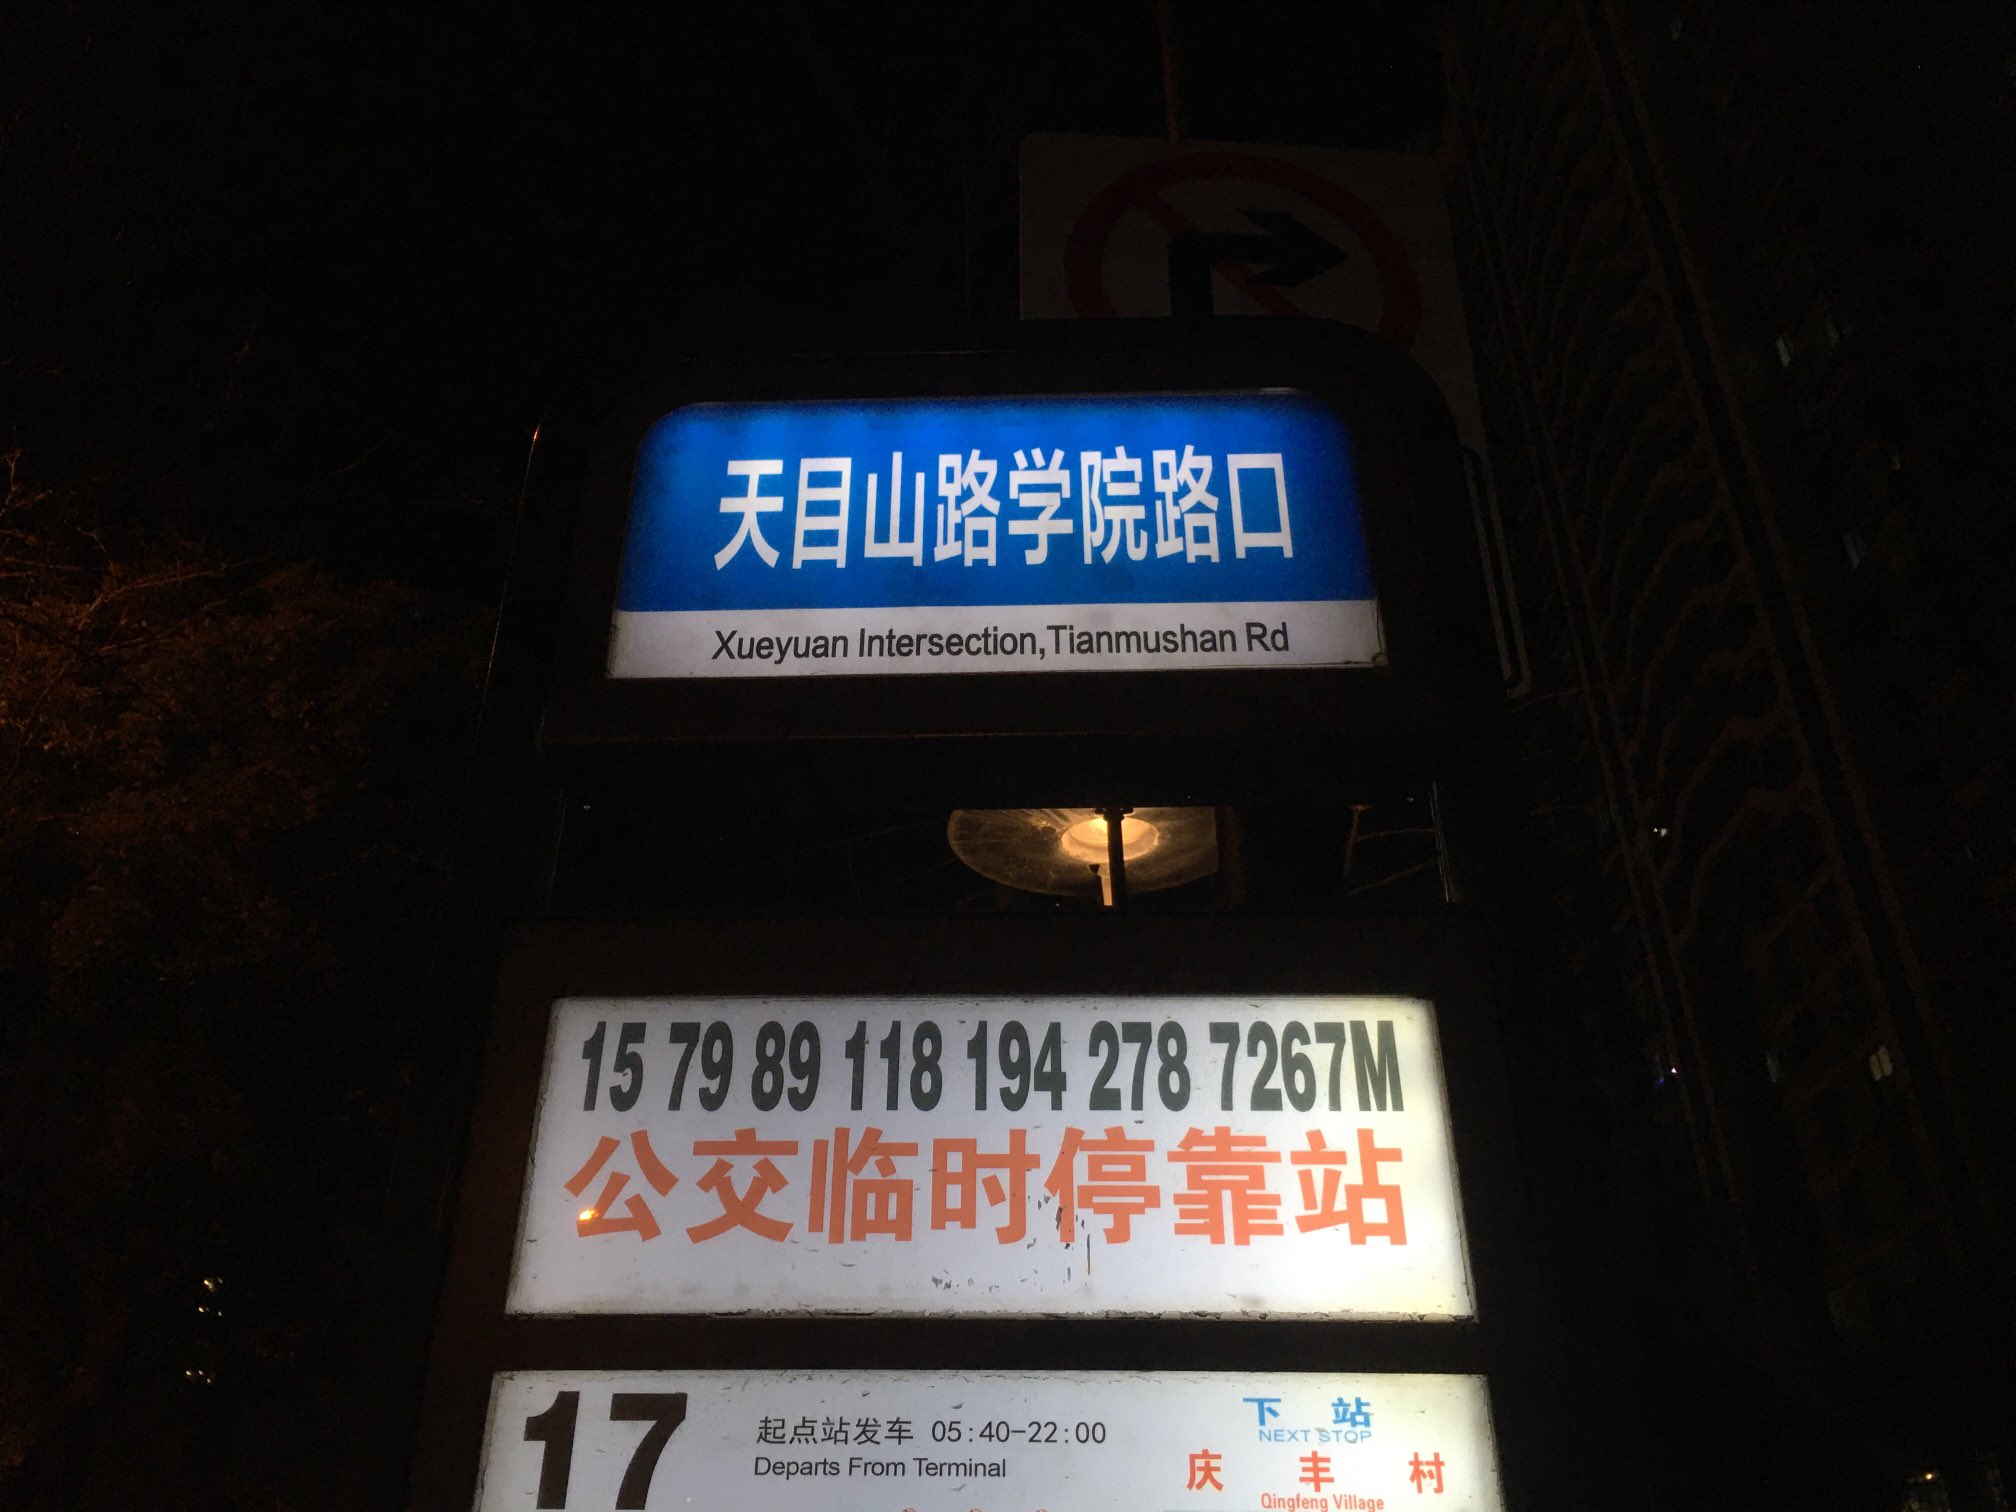 天目山路学院路口
Xueyuan Intersection,Tianmushan Rd
15 79 89 118 194 278 7267M
公交临时停靠站
17
起点站发车 05:40-22:00
Departs From Terminal
下站
NEXT STOP
庆丰村
Qingfeng Village